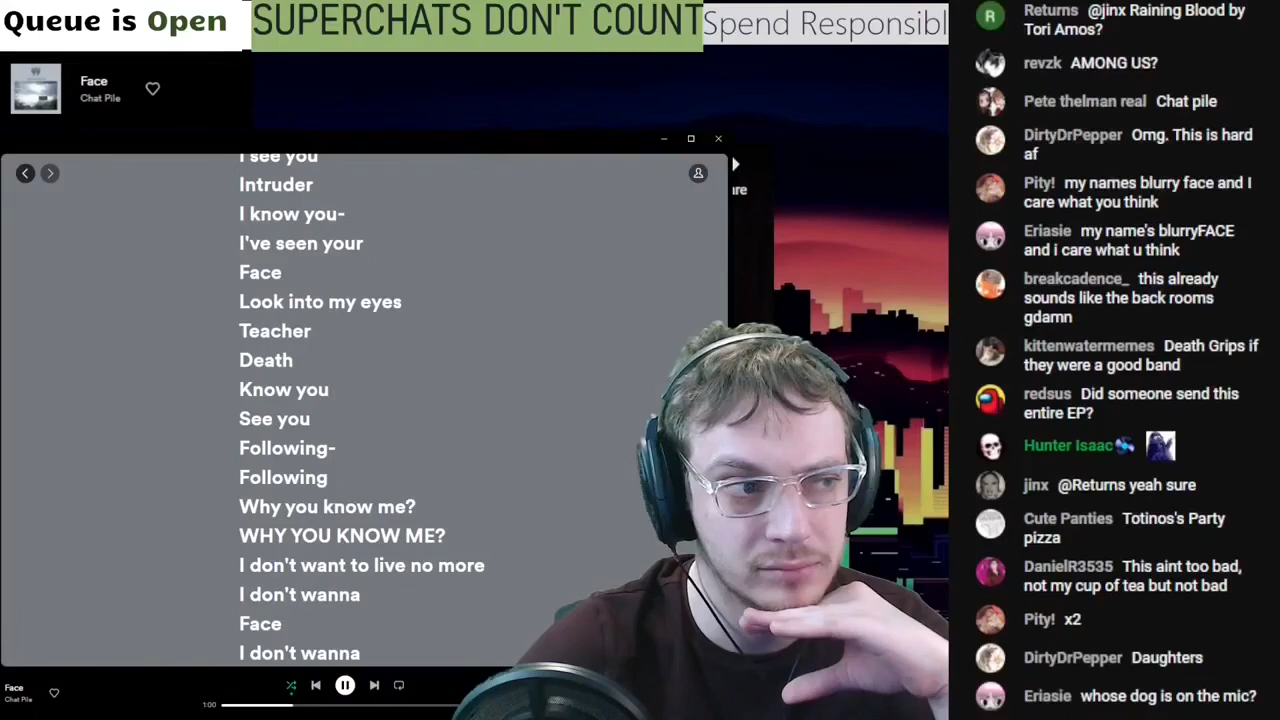 Queue is Open
SUPERCHATS DON'T COUNT
Spend Responsibl
Face
Chat Pile
I see you
Intruder
I know you-
I've seen your
Face
Look into my eyes
Teacher
Death
Know you
See you
Following-
Following
Why you know me?
WHY YOU KNOW ME?
I don't want to live no more
I don't wanna
Face
I don't wanna
Face
Chat Pile
1:00
Returns @jinx Raining Blood by
Tori Amos?
revzk AMONG US?
Pete thelman real Chat pile
DirtyDrPepper Omg. This is hard
af
Pity! my names blurry face and I
care what you think
Eriasie my name's blurryFACE
and i care what u think
breakcadence_ this already
sounds like the back rooms
gdamn
kittenwatermemes Death Grips if
they were a good band
redsus Did someone send this
entire EP?
Hunter Isaac
jinx @Returns yeah sure
Cute Panties Totinos's Party
pizza
DanielR3535 This aint too bad,
not my cup of tea but not bad
Pity! x2
DirtyDrPepper Daughters
Eriasie whose dog is on the mic?